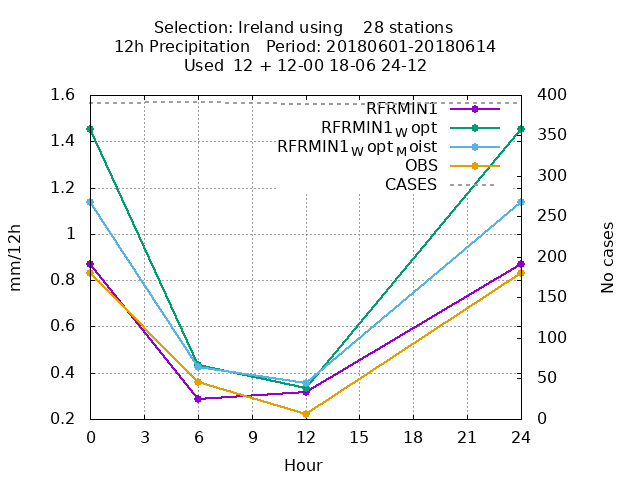 Selection: Ireland using    28 stations
12h Precipitation   Period: 20180601-20180614
Used  12 + 12-00 18-06 24-12
1.6
1.4
1.2
1
0.8
0.6
0.4
0.2
mm/12h
RFRMIN1
RFRMIN1_W opt
RFRMIN1_W opt_M oist
OBS
CASES
400
350
300
250
200
150
100
50
0
No cases
0 3 6 9 12 15 18 21 24
Hour